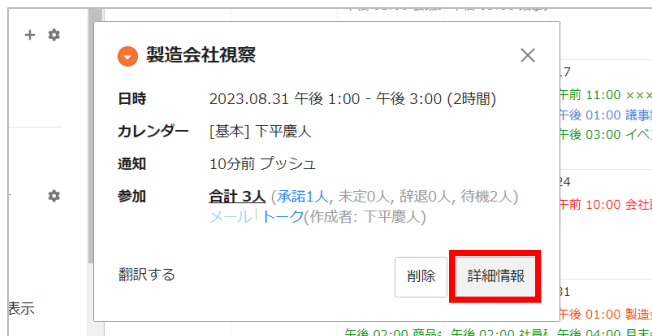 製造会社視察
日時 2023.08.31 午後 1:00 - 午後 3:00 (2時間)
カレンダー [基本] 下平慶人
通知 10分前 プッシュ
参加 合計 3人 (承諾1人, 未定0人, 辞退0人, 待機2人)
メール トーク(作成者: 下平慶人)
翻訳する 削除 詳細情報
表示
.7
午前 11:00 ×××
午後 01:00 議事
午後 03:00 イベ
24
午前 10:00 会社
31
午後 01:00 製造
午後 02:00 商品 午後 02:00 社員 午後 04:00 月末